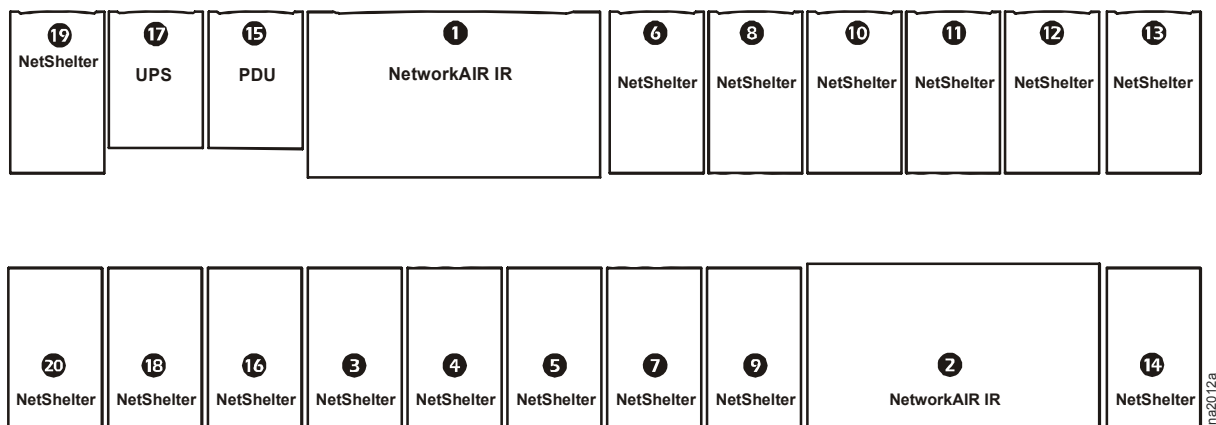 19 17 15 1 6 8 10 11 12 13
NetShelter UPS PDU NetworkAIR IR NetShelter NetShelter NetShelter NetShelter NetShelter NetShelter
20 18 16 3 4 5 7 9 2 14
NetShelter NetShelter NetShelter NetShelter NetShelter NetShelter NetShelter NetShelter NetworkAIR IR NetShelter
na2012a